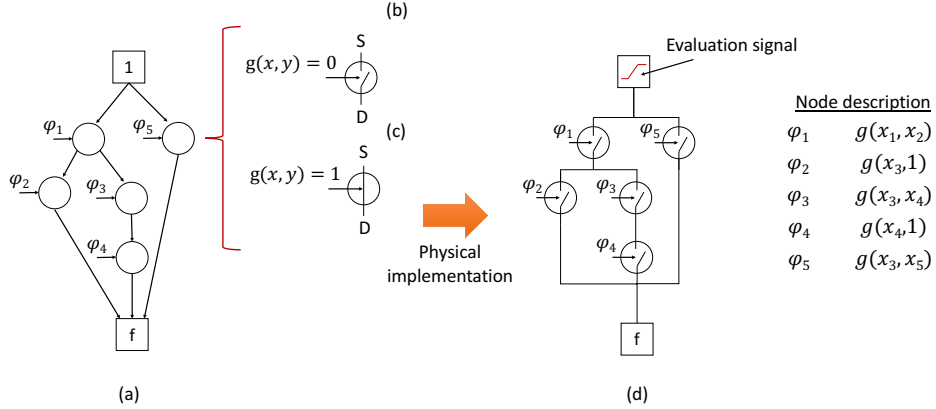 (b)
S
g(x, y) = 0
D
(c)
S
g(x, y) = 1
D
1
φ₁
φ₅
φ₂
φ₃
φ₄
f
(a)
Physical
implementation
Evaluation signal
φ₁
φ₅
φ₂
φ₃
φ₄
f
(d)
Node description
φ₁ g(x₁, x₂)
φ₂ g(x₃,1)
φ₃ g(x₃, x₄)
φ₄ g(x₄,1)
φ₅ g(x₃, x₅)